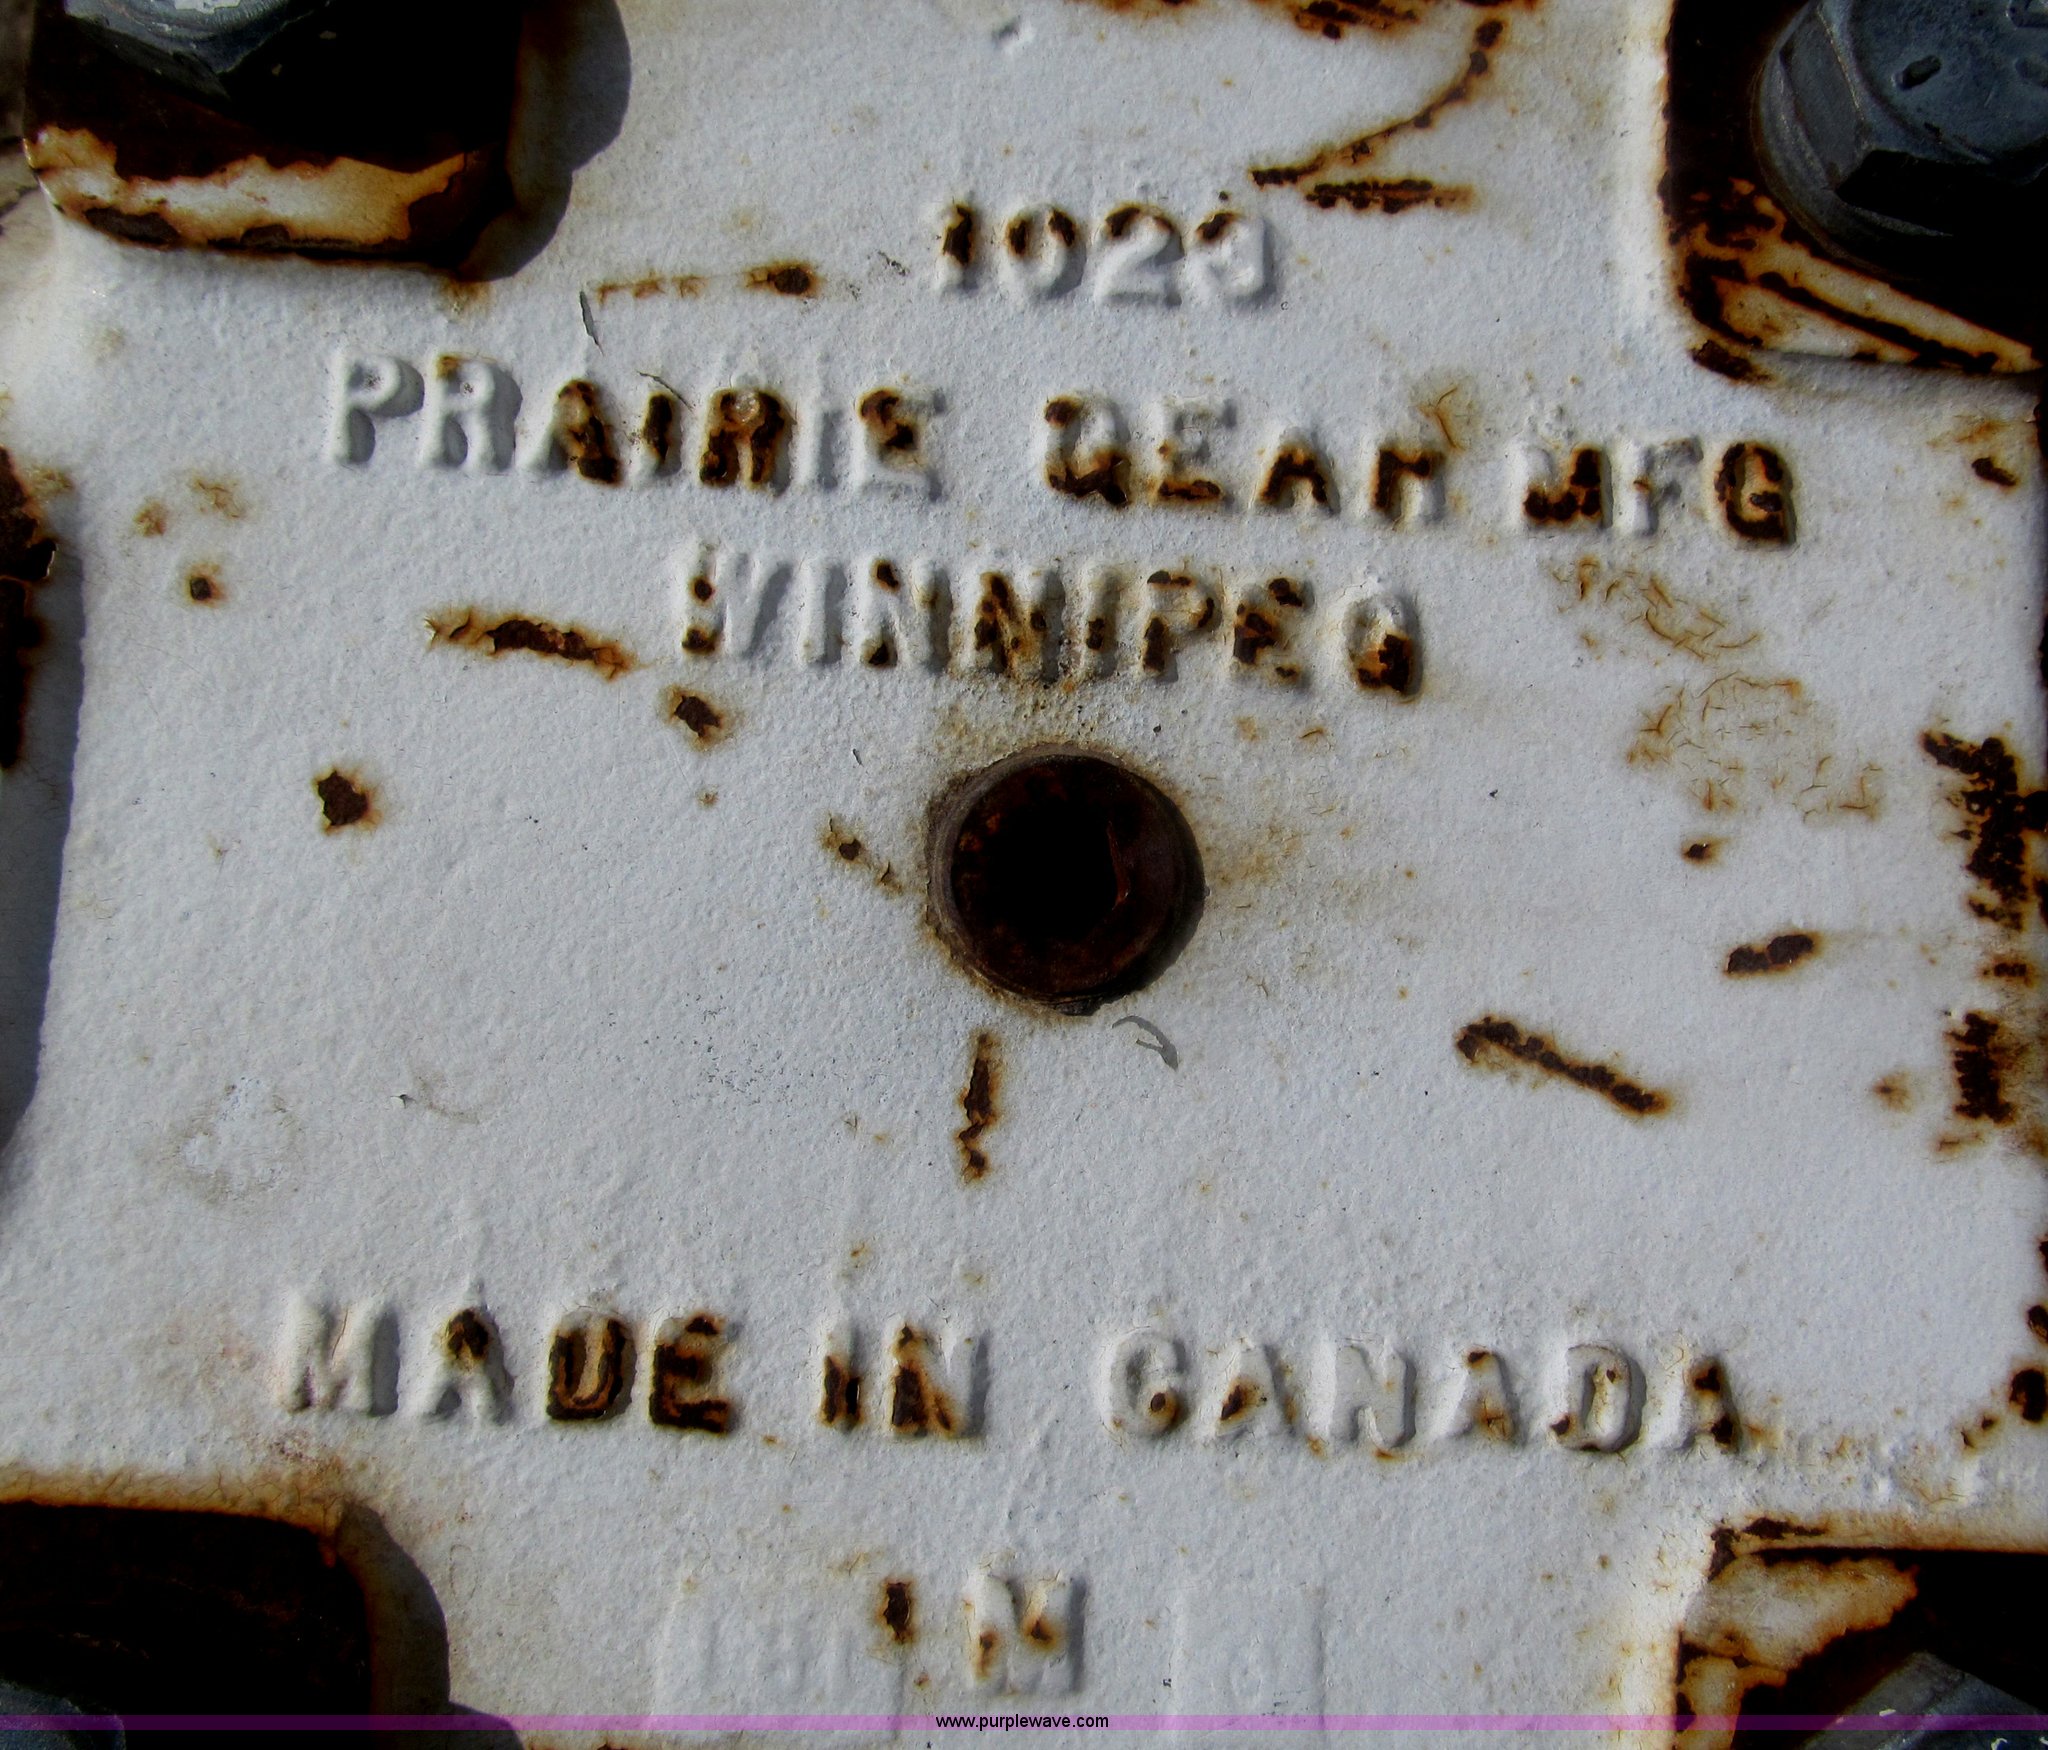 1023
PRAIRIE GEAR MFG
WINNIPEG
MADE IN CANADA
M
www.purplewave.com